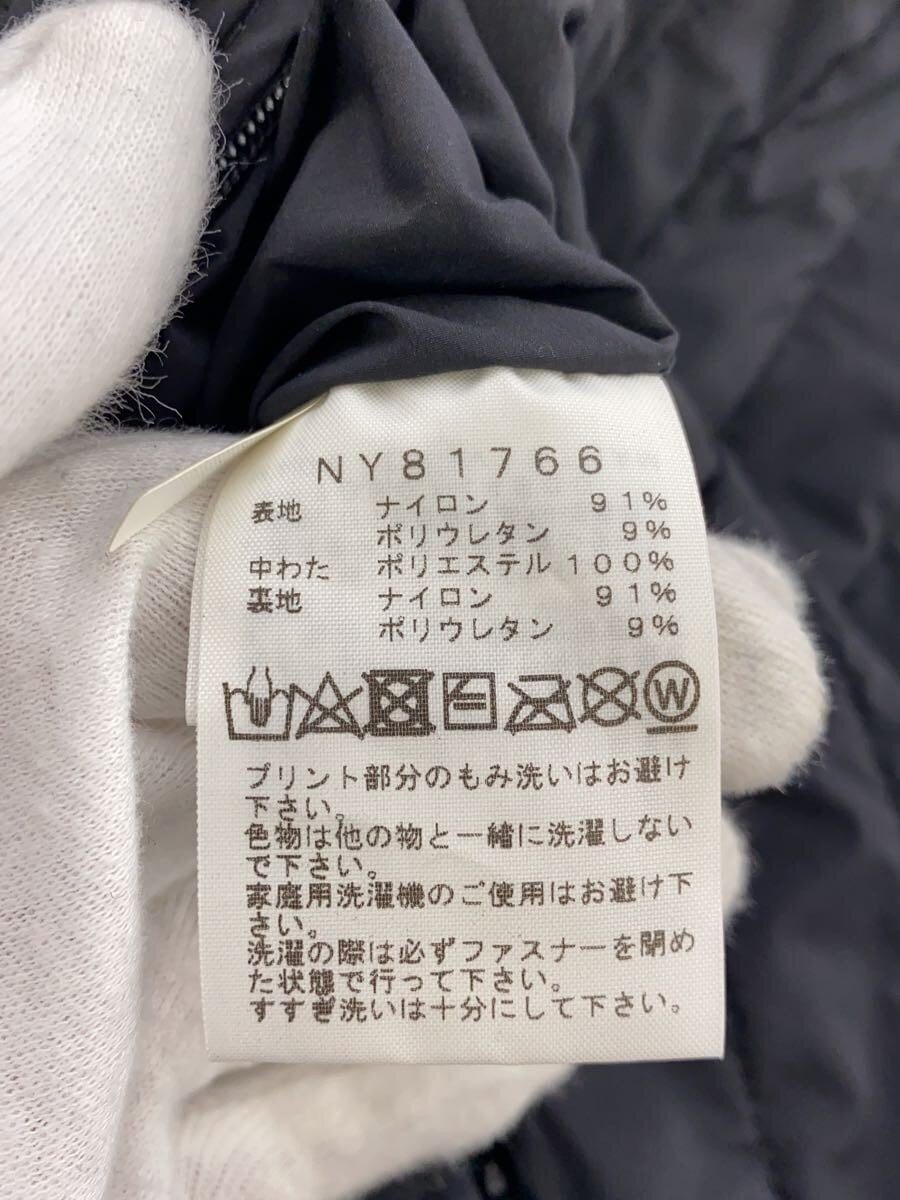 NY81766
表地 ナイロン 91%
ポリウレタン 9%
中わた ポリエステル 100%
裏地 ナイロン 91%
ポリウレタン 9%
W
プリント部分のもみ洗いはお避け
下さい。
色物は他の物と一緒に洗濯しない
で下さい。
家庭用洗濯機のご使用はお避け下
さい。
洗濯の際は必ずファスナーを閉め
た状態で行って下さい。
すすぎ洗いは十分にして下さい。